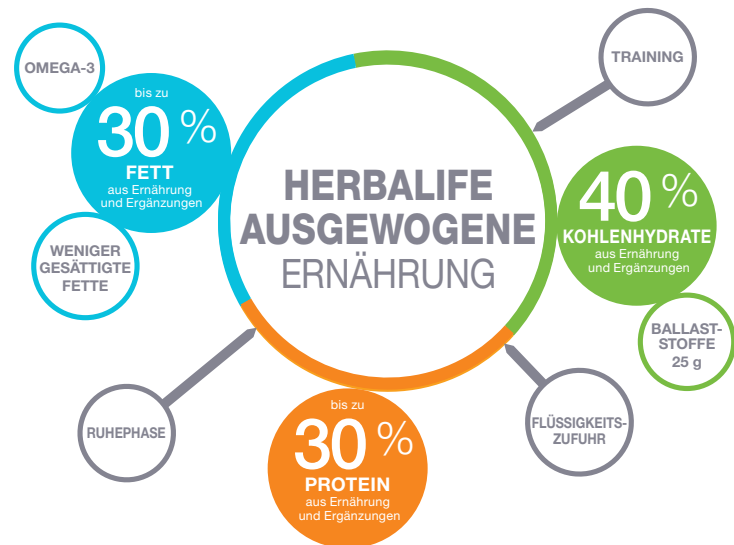 OMEGA-3
bis zu
30 %
FETT
aus Ernährung
und Ergänzungen
WENIGER
GESÄTTIGTE
FETTE
TRAINING
HERBALIFE
AUSGEWOGENE
ERNÄHRUNG
40 %
KOHLENHYDRATE
aus Ernährung
und Ergänzungen
BALLAST-
STOFFE
25 g
RUHEPHASE
bis zu
30 %
PROTEIN
aus Ernährung
und Ergänzungen
FLÜSSIGKEITS-
ZUFUHR